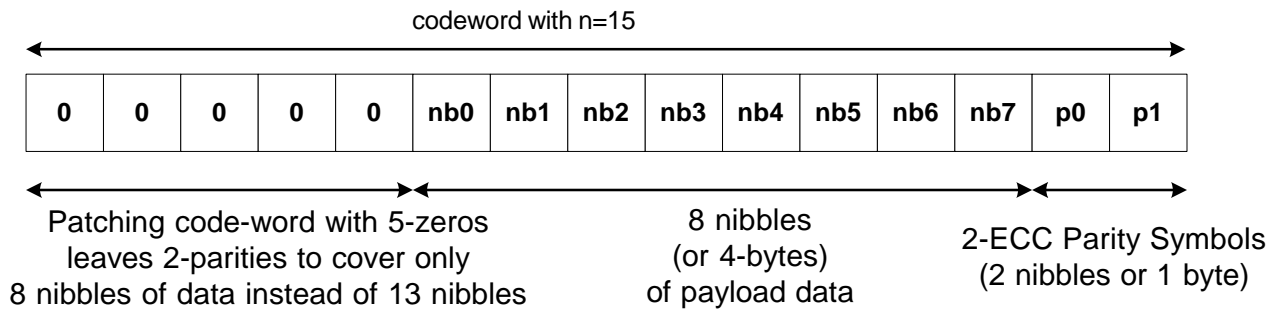 codeword with n=15
0 0 0 0 0 nb0 nb1 nb2 nb3 nb4 nb5 nb6 nb7 p0 p1
Patching code-word with 5-zeros
leaves 2-parities to cover only
8 nibbles of data instead of 13 nibbles
8 nibbles
(or 4-bytes)
of payload data
2-ECC Parity Symbols
(2 nibbles or 1 byte)